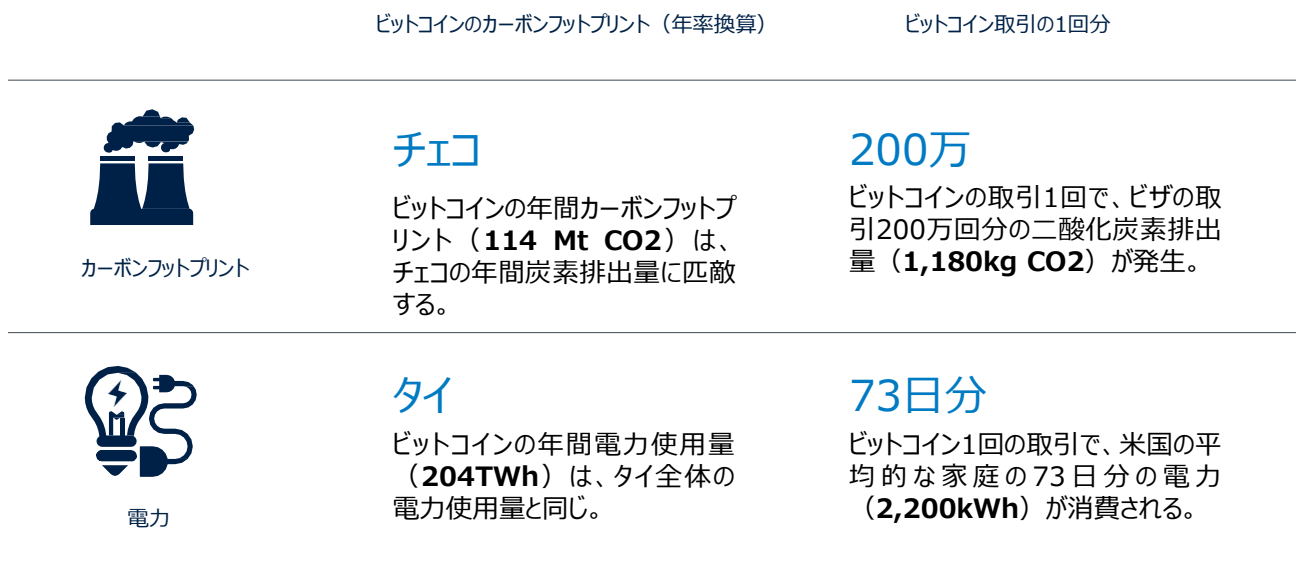 ビットコインのカーボンフットプリント（年率換算）
ビットコイン取引の1回分
カーボンフットプリント
チェコ
ビットコインの年間カーボンフットプ
リント（114 Mt CO2）は、
チェコの年間炭素排出量に匹敵
する。
200万
ビットコインの取引1回で、ビザの取
引200万回分の二酸化炭素排出
量（1,180kg CO2）が発生。
電力
タイ
ビットコインの年間電力使用量
（204TWh）は、タイ全体の
電力使用量と同じ。
73日分
ビットコイン1回の取引で、米国の平
均的な家庭の73日分の電力
（2,200kWh）が消費される。